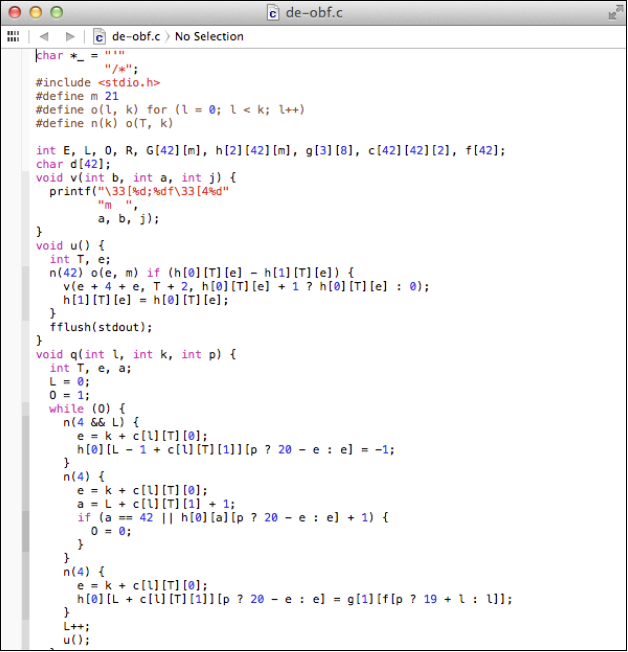 de-obf.c
de-obf.c > No Selection
char *_ = "'"
          "/*";
#include <stdio.h>
#define m 21
#define o(l, k) for (l = 0; l < k; l++)
#define n(k) o(T, k)

int E, L, O, R, G[42][m], h[2][42][m], g[3][8], c[42][42][2], f[42];
char d[42];
void v(int b, int a, int j) {
  printf("\33[%d;%df\33[4%d"
         "m  ",
         a, b, j);
}
void u() {
  int T, e;
  n(42) o(e, m) if (h[0][T][e] - h[1][T][e]) {
    v(e + 4 + e, T + 2, h[0][T][e] + 1 ? h[0][T][e] : 0);
    h[1][T][e] = h[0][T][e];
  }
  fflush(stdout);
}
void q(int l, int k, int p) {
  int T, e, a;
  L = 0;
  O = 1;
  while (O) {
    n(4 && L) {
      e = k + c[l][T][0];
      h[0][L - 1 + c[l][T][1]][p ? 20 - e : e] = -1;
    }
    n(4) {
      e = k + c[l][T][0];
      a = L + c[l][T][1] + 1;
      if (a == 42 || h[0][a][p ? 20 - e : e] + 1) {
        O = 0;
      }
    }
    n(4) {
      e = k + c[l][T][0];
      h[0][L + c[l][T][1]][p ? 20 - e : e] = g[1][f[p ? 19 + l : l]];
    }
    L++;
    u();